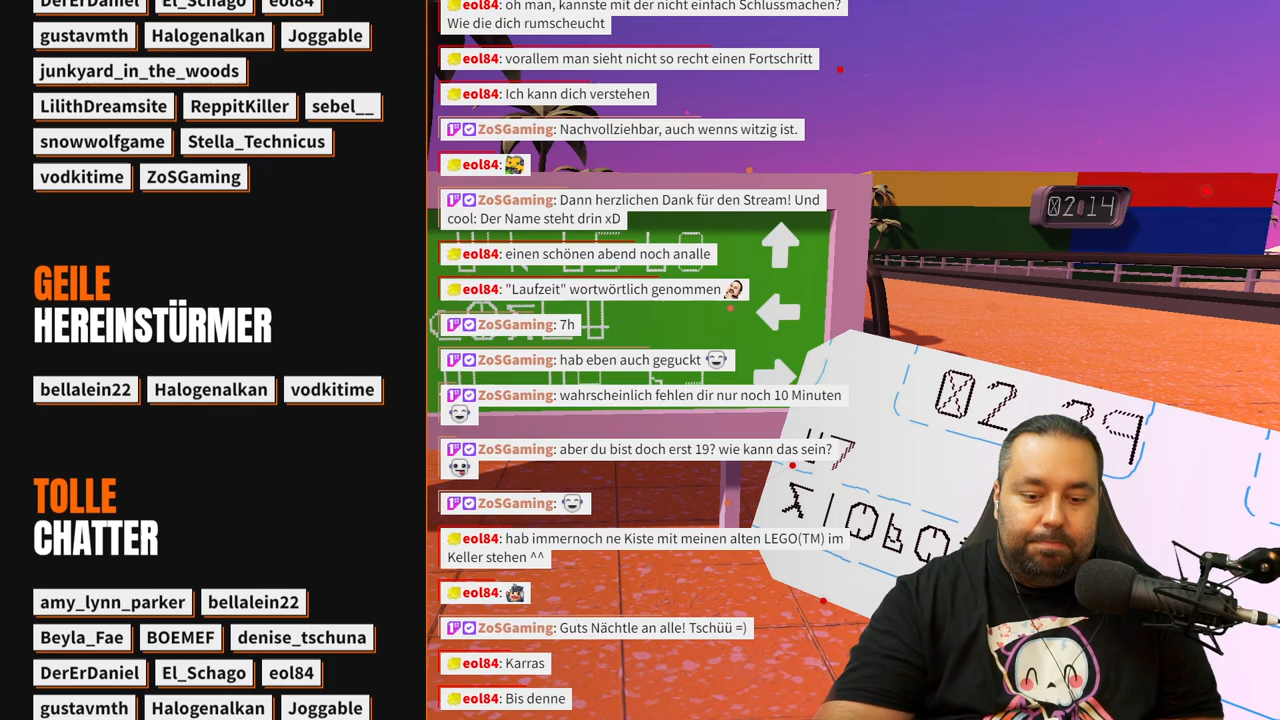 DerErDaniel El_Schago eol84
gustavmth Halogenalkan Joggable
junkyard_in_the_woods
LilithDreamsite ReppitKiller sebel__
snowwolfgame Stella_Technicus
vodkitime ZoSGaming
GEILE
HEREINSTÜRMER
bellalein22 Halogenalkan vodkitime
TOLLE
CHATTER
amy_lynn_parker bellalein22
Beyla_Fae BOEMEF denise_tschuna
DerErDaniel El_Schago eol84
gustavmth Halogenalkan Joggable
eol84: oh man, kannste mit der nicht einfach Schlussmachen?
Wie die dich rumscheucht
eol84: vorallem man sieht nicht so recht einen Fortschritt
eol84: Ich kann dich verstehen
ZoSGaming: Nachvollziehbar, auch wenns witzig ist.
eol84:
ZoSGaming: Dann herzlichen Dank für den Stream! Und
cool: Der Name steht drin xD
eol84: einen schönen abend noch analle
eol84: "Laufzeit" wortwörtlich genommen
ZoSGaming: 7h
ZoSGaming: hab eben auch geguckt
ZoSGaming: wahrscheinlich fehlen dir nur noch 10 Minuten
ZoSGaming: aber du bist doch erst 19? wie kann das sein?
ZoSGaming:
eol84: hab immernoch ne Kiste mit meinen alten LEGO(TM) im
Keller stehen ^^
eol84:
ZoSGaming: Guts Nächtle an alle! Tschüü =)
eol84: Karras
eol84: Bis denne
02:14
02
47